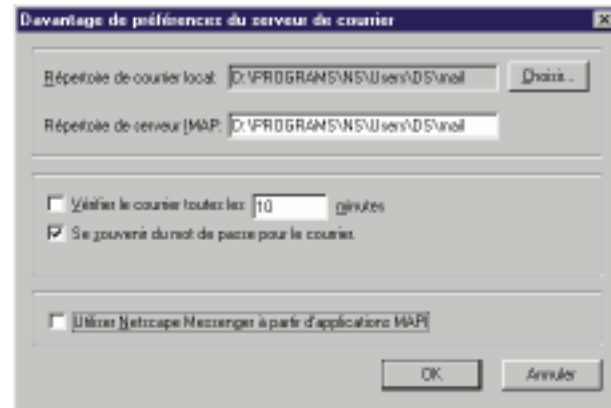 Davantage de préférences du serveur de courrier
Répertoire de courrier local: D:\PROGRAMS\NS\Users\DS\mail Choisir...
Répertoire de serveur IMAP: D:\PROGRAMS\NS\Users\DS\mail
Vérifier le courrier toutes les 10 minutes
Se souvenir du mot de passe pour le courrier.
Utiliser Netscape Messenger à partir d'applications MAPI
OK Annuler